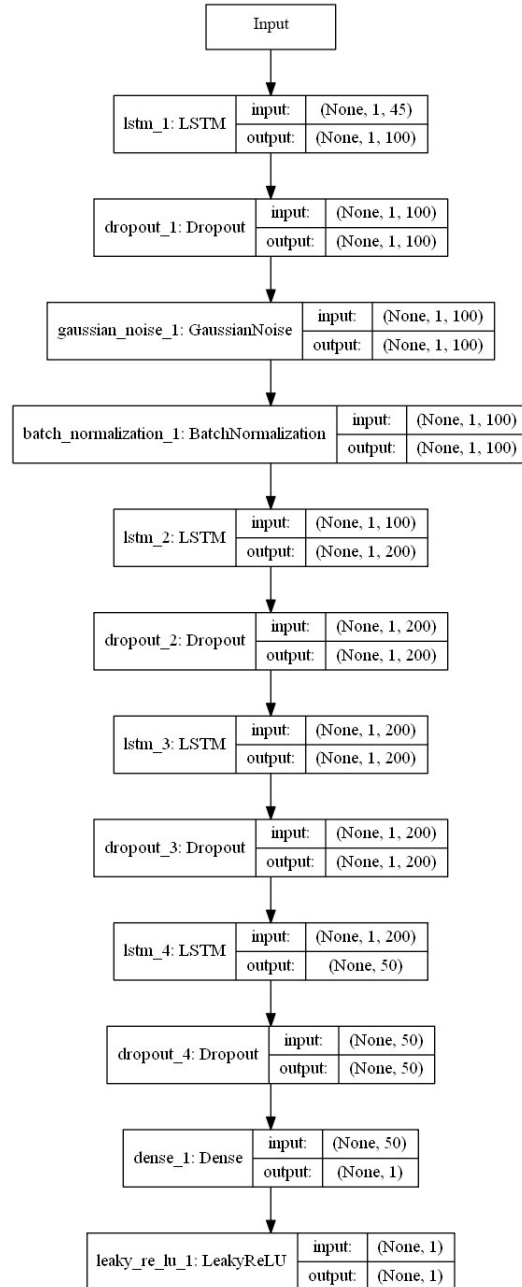 Input
lstm_1: LSTM
input: (None, 1, 45)
output: (None, 1, 100)
dropout_1: Dropout
input: (None, 1, 100)
output: (None, 1, 100)
gaussian_noise_1: GaussianNoise
input: (None, 1, 100)
output: (None, 1, 100)
batch_normalization_1: BatchNormalization
input: (None, 1, 100)
output: (None, 1, 100)
lstm_2: LSTM
input: (None, 1, 100)
output: (None, 1, 200)
dropout_2: Dropout
input: (None, 1, 200)
output: (None, 1, 200)
lstm_3: LSTM
input: (None, 1, 200)
output: (None, 1, 200)
dropout_3: Dropout
input: (None, 1, 200)
output: (None, 1, 200)
lstm_4: LSTM
input: (None, 1, 200)
output: (None, 50)
dropout_4: Dropout
input: (None, 50)
output: (None, 50)
dense_1: Dense
input: (None, 50)
output: (None, 1)
leaky_re_lu_1: LeakyReLU
input: (None, 1)
output: (None, 1)